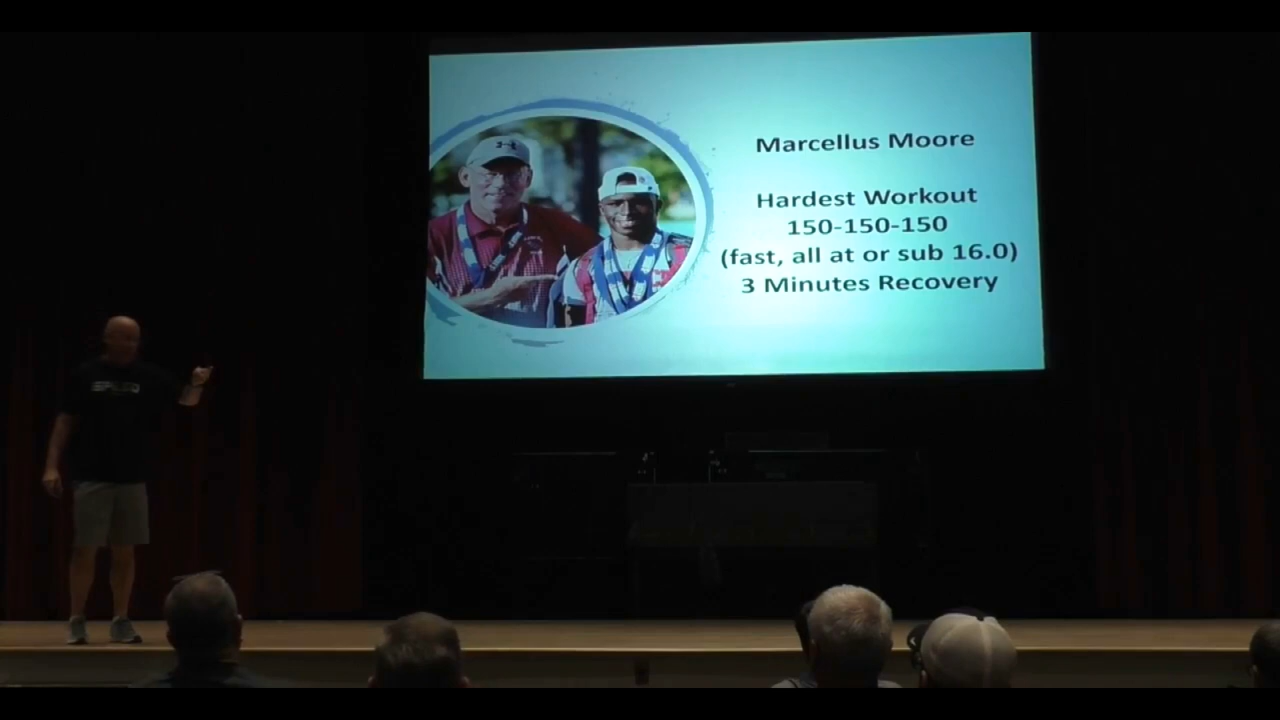 Marcellus Moore
Hardest Workout
150-150-150
(fast, all at or sub 16.0)
3 Minutes Recovery